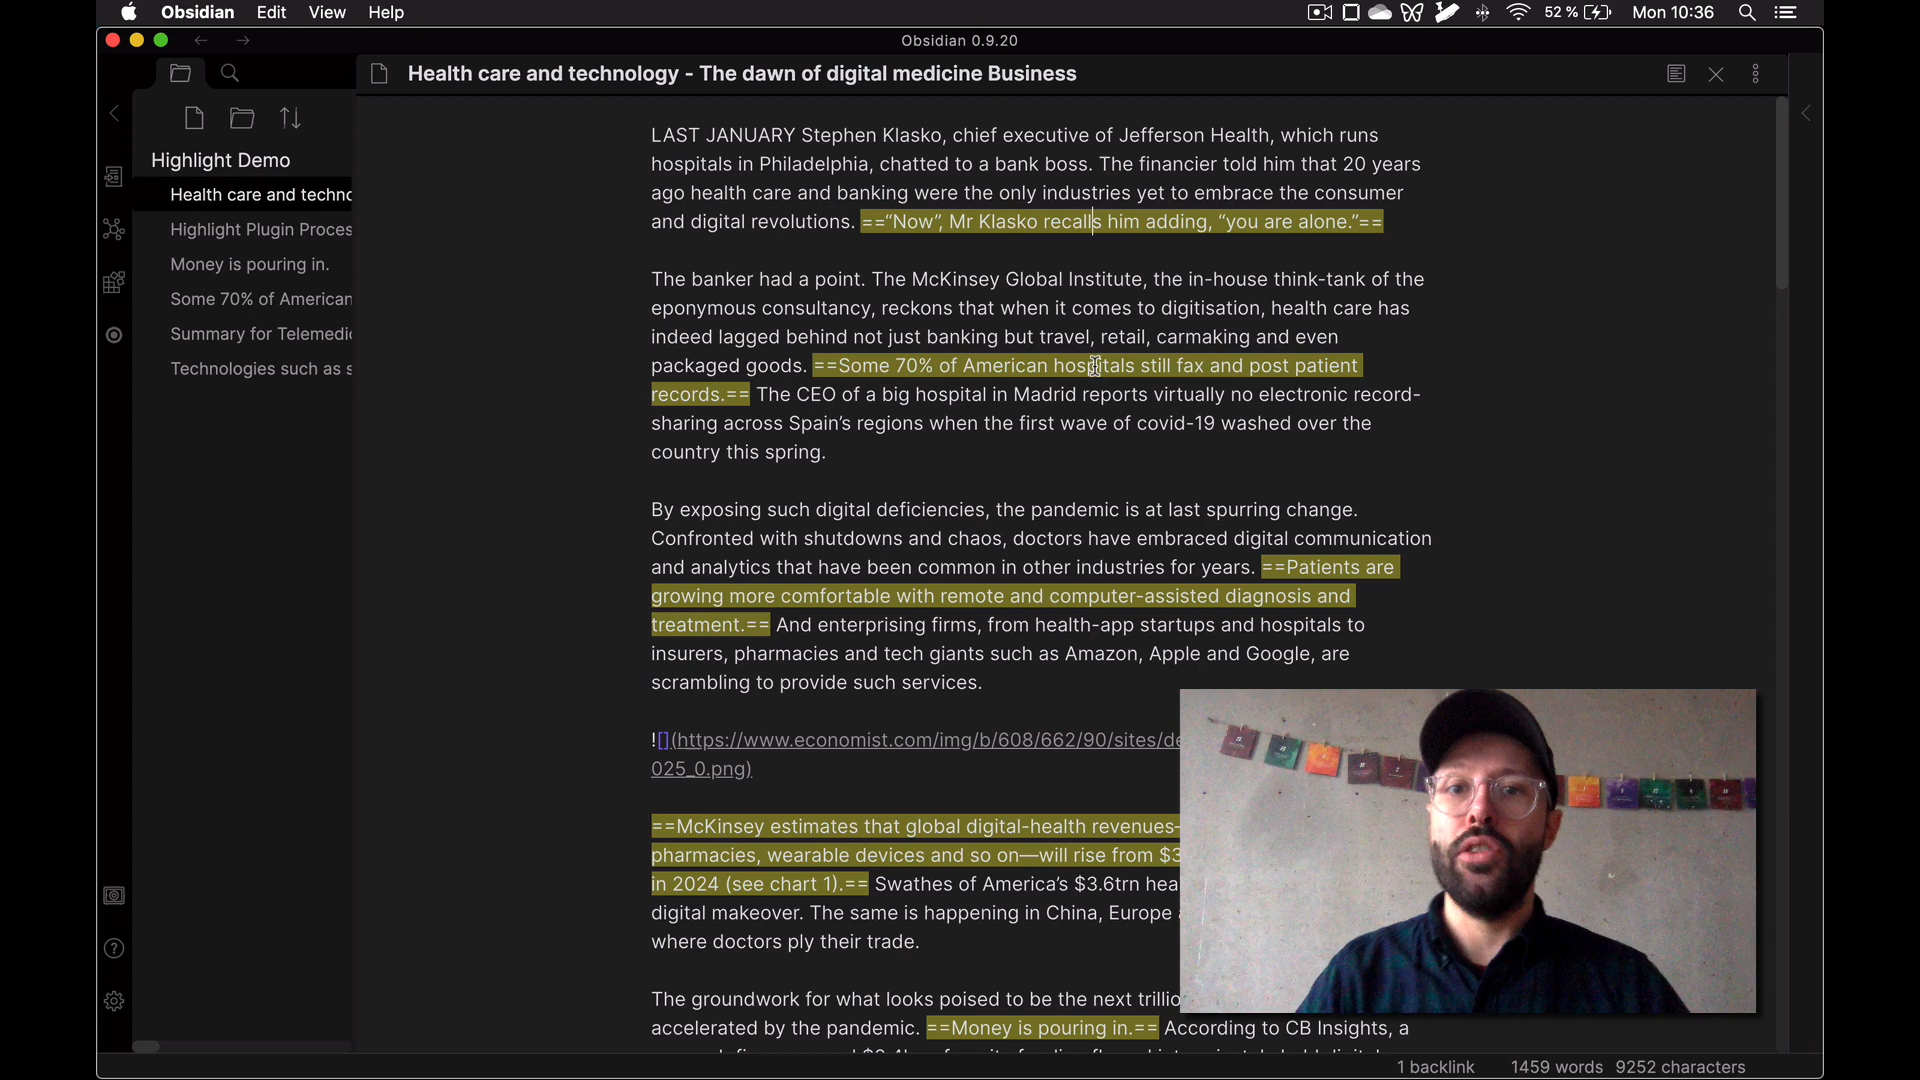 Obsidian Edit View Help
52 % Mon 10:36
Obsidian 0.9.20
Health care and technology - The dawn of digital medicine Business
Highlight Demo
Health care and techno
Highlight Plugin Proces
Money is pouring in.
Some 70% of American
Summary for Telemedic
Technologies such as s
LAST JANUARY Stephen Klasko, chief executive of Jefferson Health, which runs
hospitals in Philadelphia, chatted to a bank boss. The financier told him that 20 years
ago health care and banking were the only industries yet to embrace the consumer
and digital revolutions. ==“Now”, Mr Klasko recalls him adding, “you are alone.”==
The banker had a point. The McKinsey Global Institute, the in-house think-tank of the
eponymous consultancy, reckons that when it comes to digitisation, health care has
indeed lagged behind not just banking but travel, retail, carmaking and even
packaged goods. ==Some 70% of American hospitals still fax and post patient
records.== The CEO of a big hospital in Madrid reports virtually no electronic record-
sharing across Spain’s regions when the first wave of covid-19 washed over the
country this spring.
By exposing such digital deficiencies, the pandemic is at last spurring change.
Confronted with shutdowns and chaos, doctors have embraced digital communication
and analytics that have been common in other industries for years. ==Patients are
growing more comfortable with remote and computer-assisted diagnosis and
treatment.== And enterprising firms, from health-app startups and hospitals to
insurers, pharmacies and tech giants such as Amazon, Apple and Google, are
scrambling to provide such services.
![](https://www.economist.com/img/b/608/662/90/sites/de
025_0.png)
==McKinsey estimates that global digital-health revenues—
pharmacies, wearable devices and so on—will rise from $3
in 2024 (see chart 1).== Swathes of America’s $3.6trn hea
digital makeover. The same is happening in China, Europe
where doctors ply their trade.
The groundwork for what looks poised to be the next trillio
accelerated by the pandemic. ==Money is pouring in.== According to CB Insights, a
1 backlink 1459 words 9252 characters